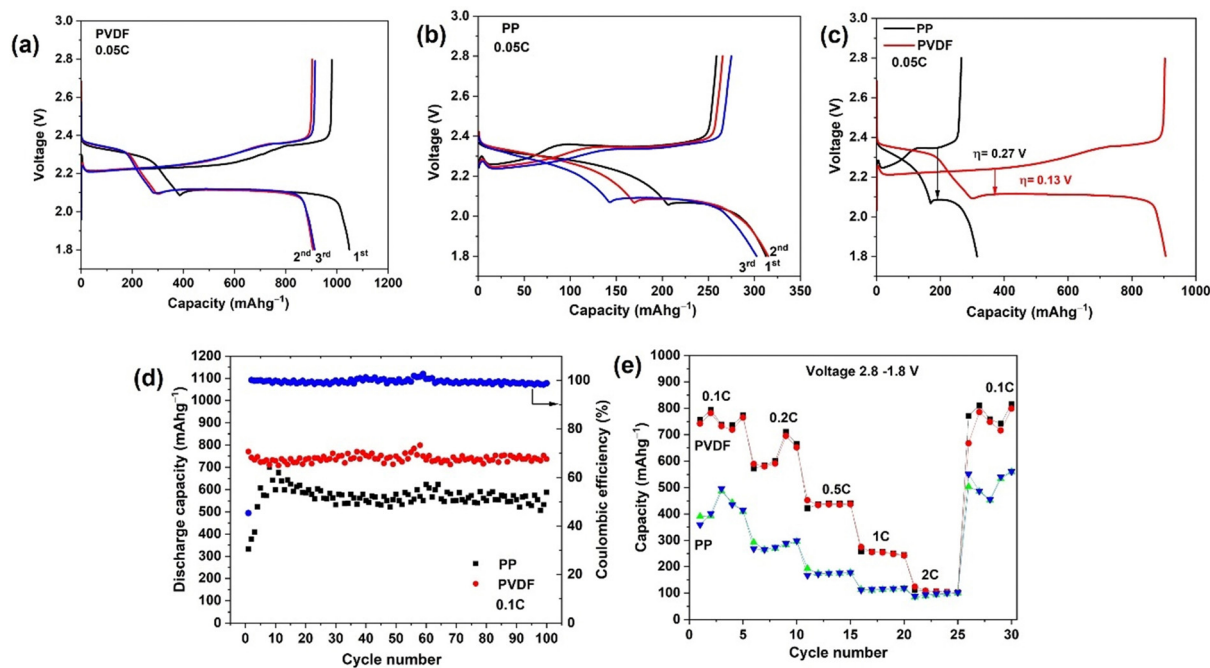 (a)
PVDF
0.05C
3.0
2.8
2.6
2.4
2.2
2.0
1.8
Voltage (V)
2nd 3rd 1st
0 200 400 600 800 1000 1200
Capacity (mAhg−1)
(b)
PP
0.05C
3.0
2.8
2.6
2.4
2.2
2.0
1.8
Voltage (V)
2nd
3rd 1st
0 50 100 150 200 250 300 350
Capacity (mAhg−1)
(c)
PP
PVDF
0.05C
3.0
2.8
2.6
2.4
2.2
2.0
1.8
Voltage (V)
η= 0.27 V
η= 0.13 V
0 200 400 600 800 1000
Capacity (mAhg−1)
(d)
1200
1100
1000
900
800
700
600
500
400
300
200
100
0
Discharge capacity (mAhg−1)
PP
PVDF
0.1C
100
80
60
40
20
0
Coulombic efficiency (%)
0 10 20 30 40 50 60 70 80 90 100
Cycle number
(e)
Voltage 2.8 -1.8 V
1000
900
800
700
600
500
400
300
200
100
0
Capacity (mAhg−1)
0.1C
0.2C
0.5C
1C
2C
0.1C
PVDF
PP
0 5 10 15 20 25 30
Cycle number